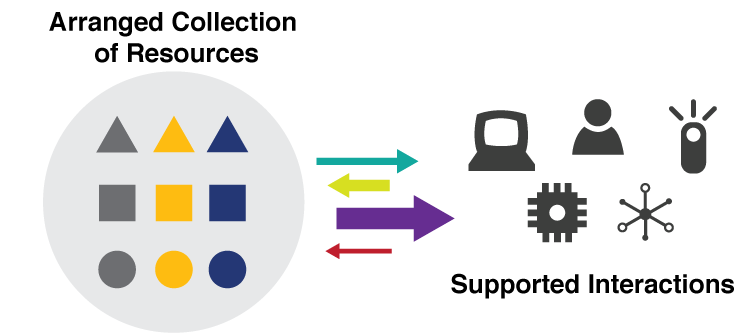 Arranged Collection
of Resources
Supported Interactions